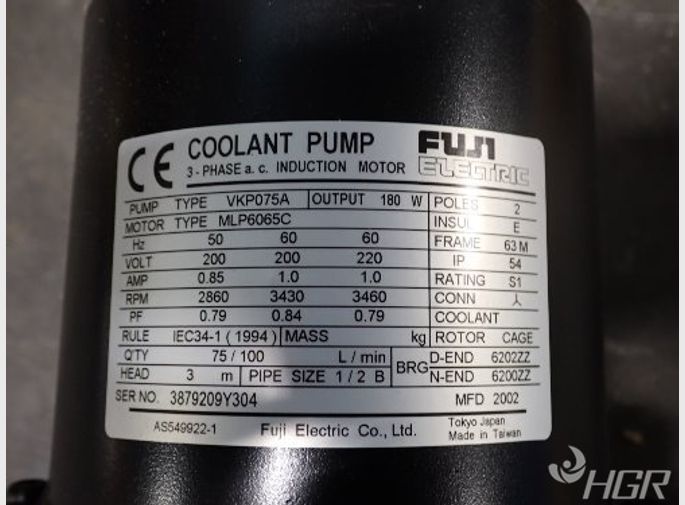 CE COOLANT PUMP FUJI ELECTRIC
3-PHASE a.c. INDUCTION MOTOR
PUMP TYPE VKP075A OUTPUT 180 W POLES 2
MOTOR TYPE MLP6065C INSUL E
Hz 50 60 60 FRAME 63M
VOLT 200 200 220 IP 54
AMP 0.85 1.0 1.0 RATING S1
RPM 2860 3430 3460 CONN
PF 0.79 0.84 0.79 COOLANT
RULE IEC34-1 (1994) MASS kg ROTOR CAGE
Q'TY 75/100 L/min BRG D-END 6202ZZ
HEAD 3 m PIPE SIZE 1/2 B N-END 6200ZZ
SER NO. 3879209Y304 MFD 2002
AS549922-1 Fuji Electric Co., Ltd. Tokyo Japan
Made in Taiwan
HGR